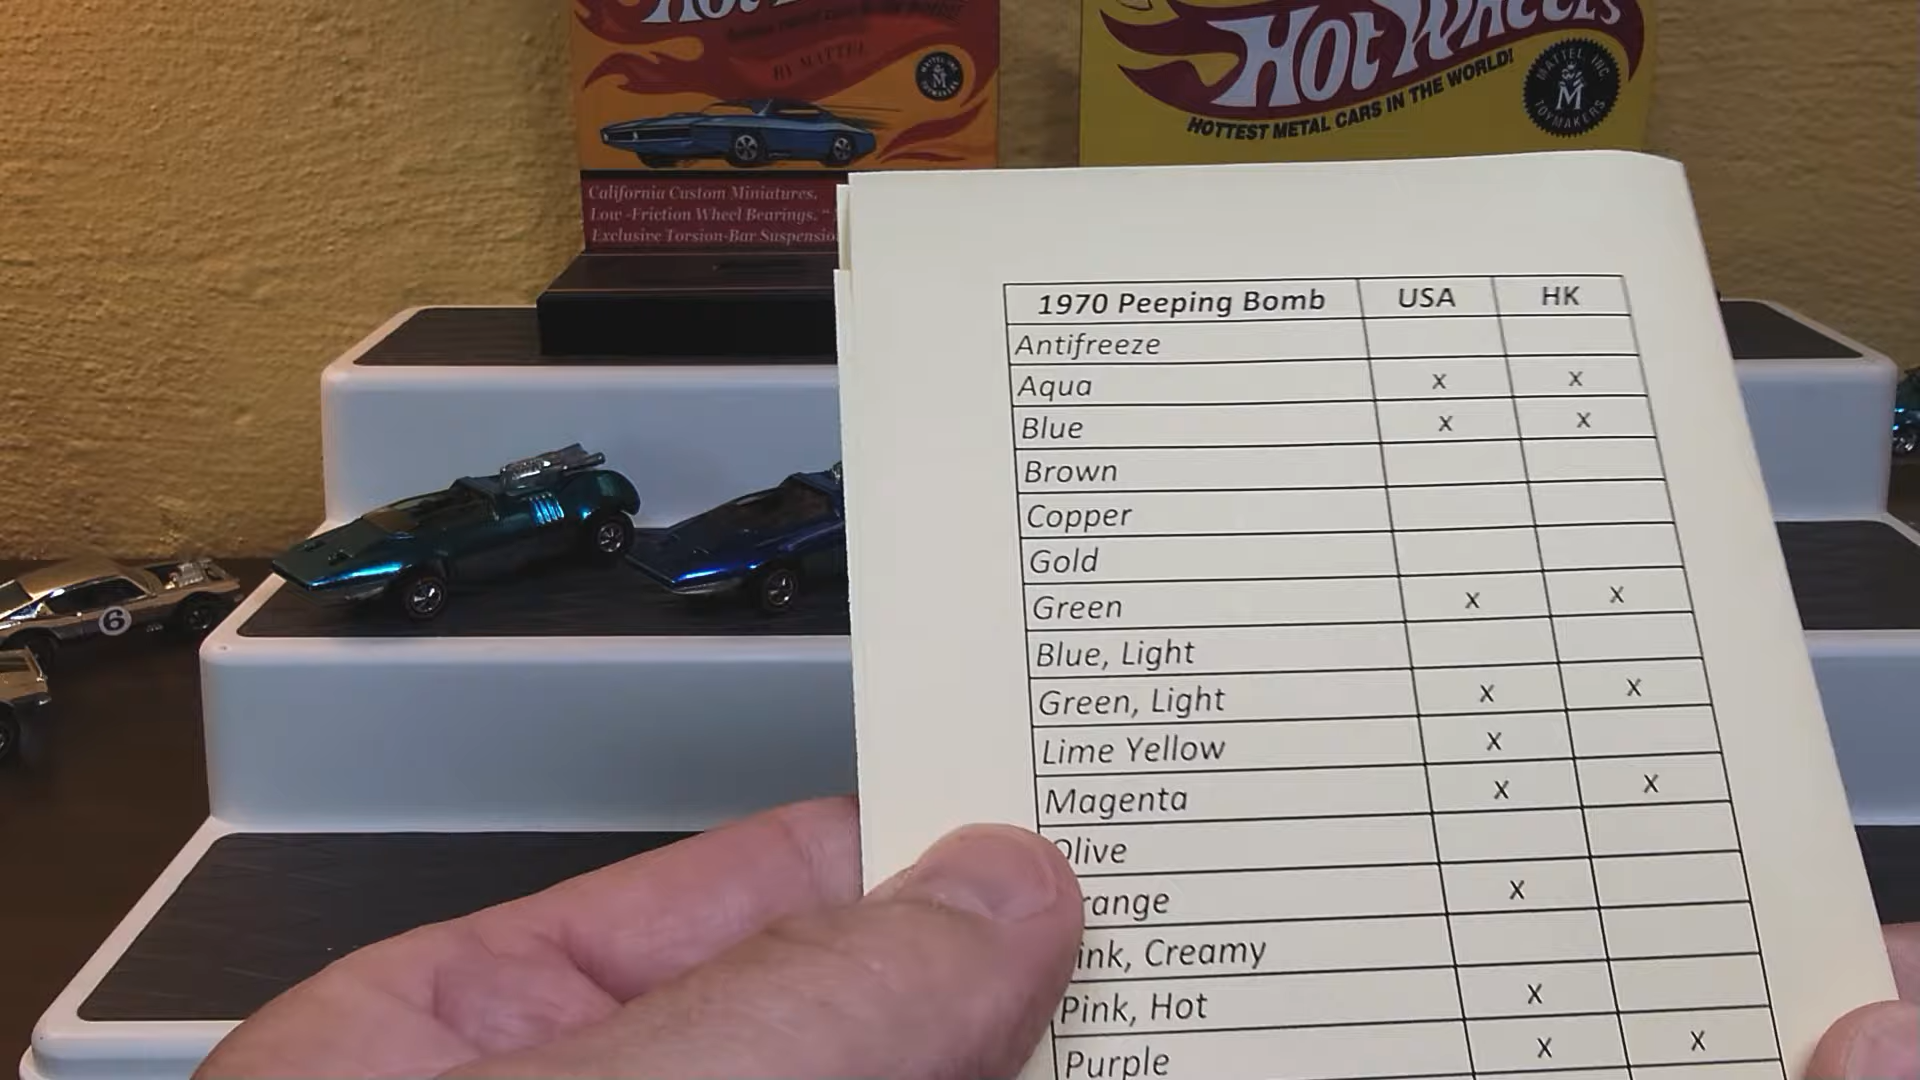 Hot
BY MATTEL
California Custom Miniatures,
Low -Friction Wheel Bearings.
Exclusive Torsion-Bar Suspensio
HOT WHEELS
HOTTEST METAL CARS IN THE WORLD!
MATTEL INC.
M
TOYMAKERS
6
1970 Peeping Bomb USA HK
Antifreeze
Aqua x x
Blue x x
Brown
Copper
Gold
Green x x
Blue, Light
Green, Light x x
Lime Yellow x
Magenta x x
Olive
range x
ink, Creamy
Pink, Hot x
Purple x x